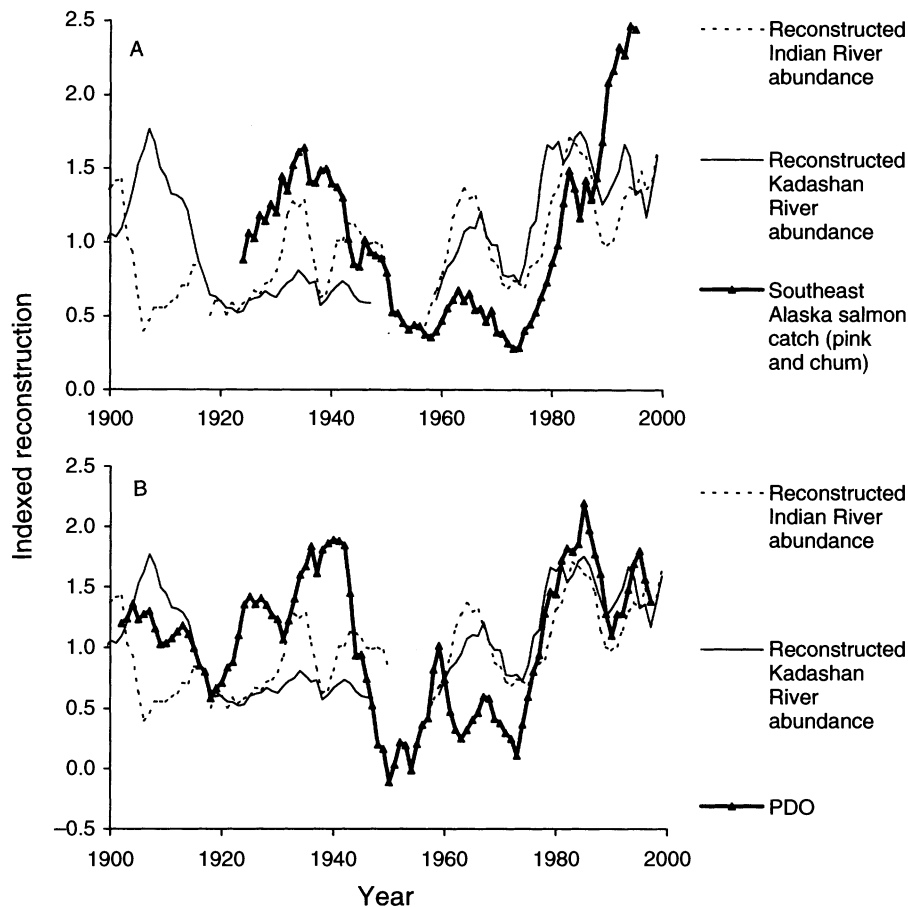 A
2.5
2.0
1.5
1.0
0.5
0.0
1900 1920 1940 1960 1980 2000
Reconstructed
Indian River
abundance
Reconstructed
Kadashan
River
abundance
Southeast
Alaska salmon
catch (pink
and chum)
Indexed reconstruction
B
2.5
2.0
1.5
1.0
0.5
0.0
–0.5
1900 1920 1940 1960 1980 2000
Year
Reconstructed
Indian River
abundance
Reconstructed
Kadashan
River
abundance
PDO